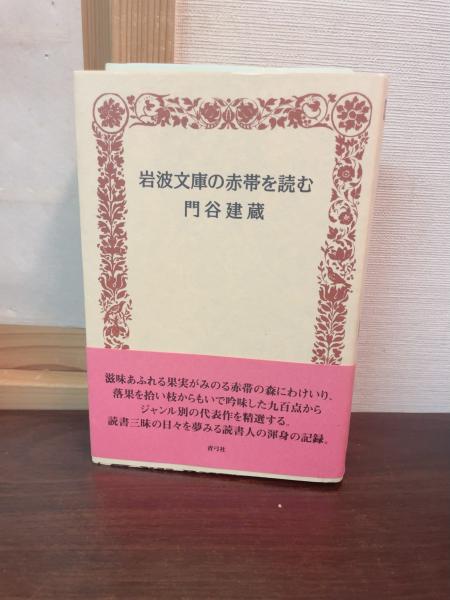 岩波文庫の赤帯を読む
門谷建蔵
滋味あふれる果実がみのる赤帯の森にわけいり、
落果を拾い枝からもいで吟味した九百点から
ジャンル別の代表作を精選する。
読書三昧の日々を夢みる読書人の渾身の記録。
青弓社